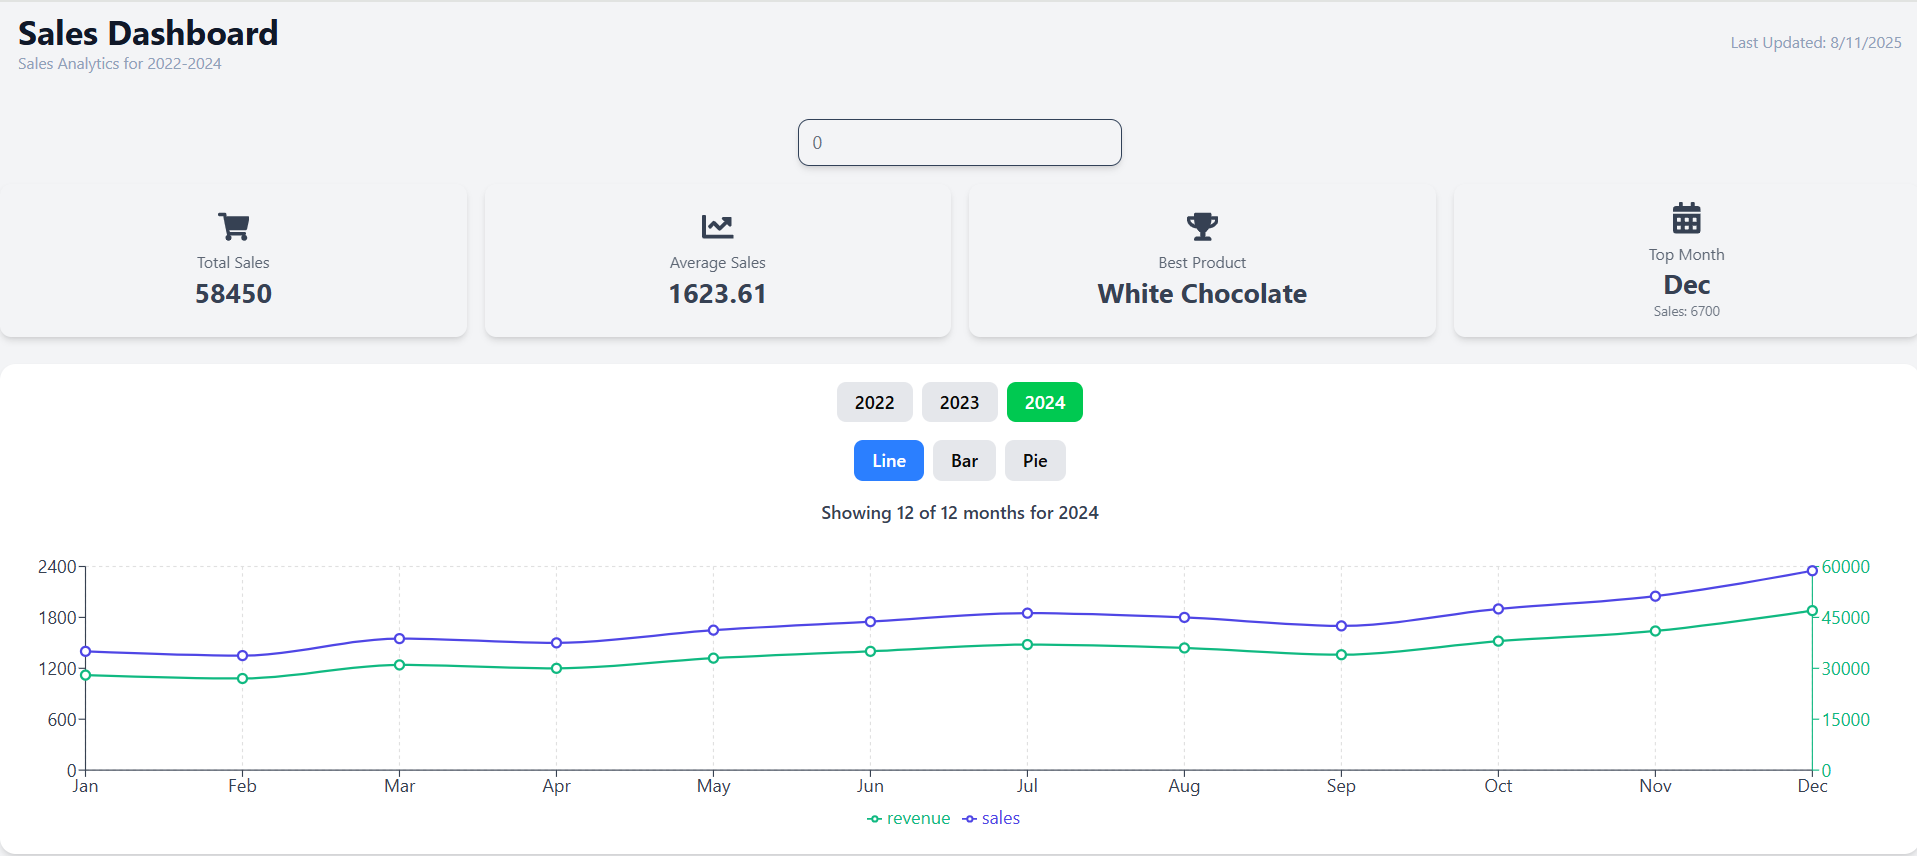 Sales Dashboard
Sales Analytics for 2022-2024
Last Updated: 8/11/2025
0
Total Sales
58450
Average Sales
1623.61
Best Product
White Chocolate
Top Month
Dec
Sales: 6700
2022 2023 2024
Line Bar Pie
Showing 12 of 12 months for 2024
2400 60000
1800 45000
1200 30000
600 15000
0 0
Jan Feb Mar Apr May Jun Jul Aug Sep Oct Nov Dec
revenue sales